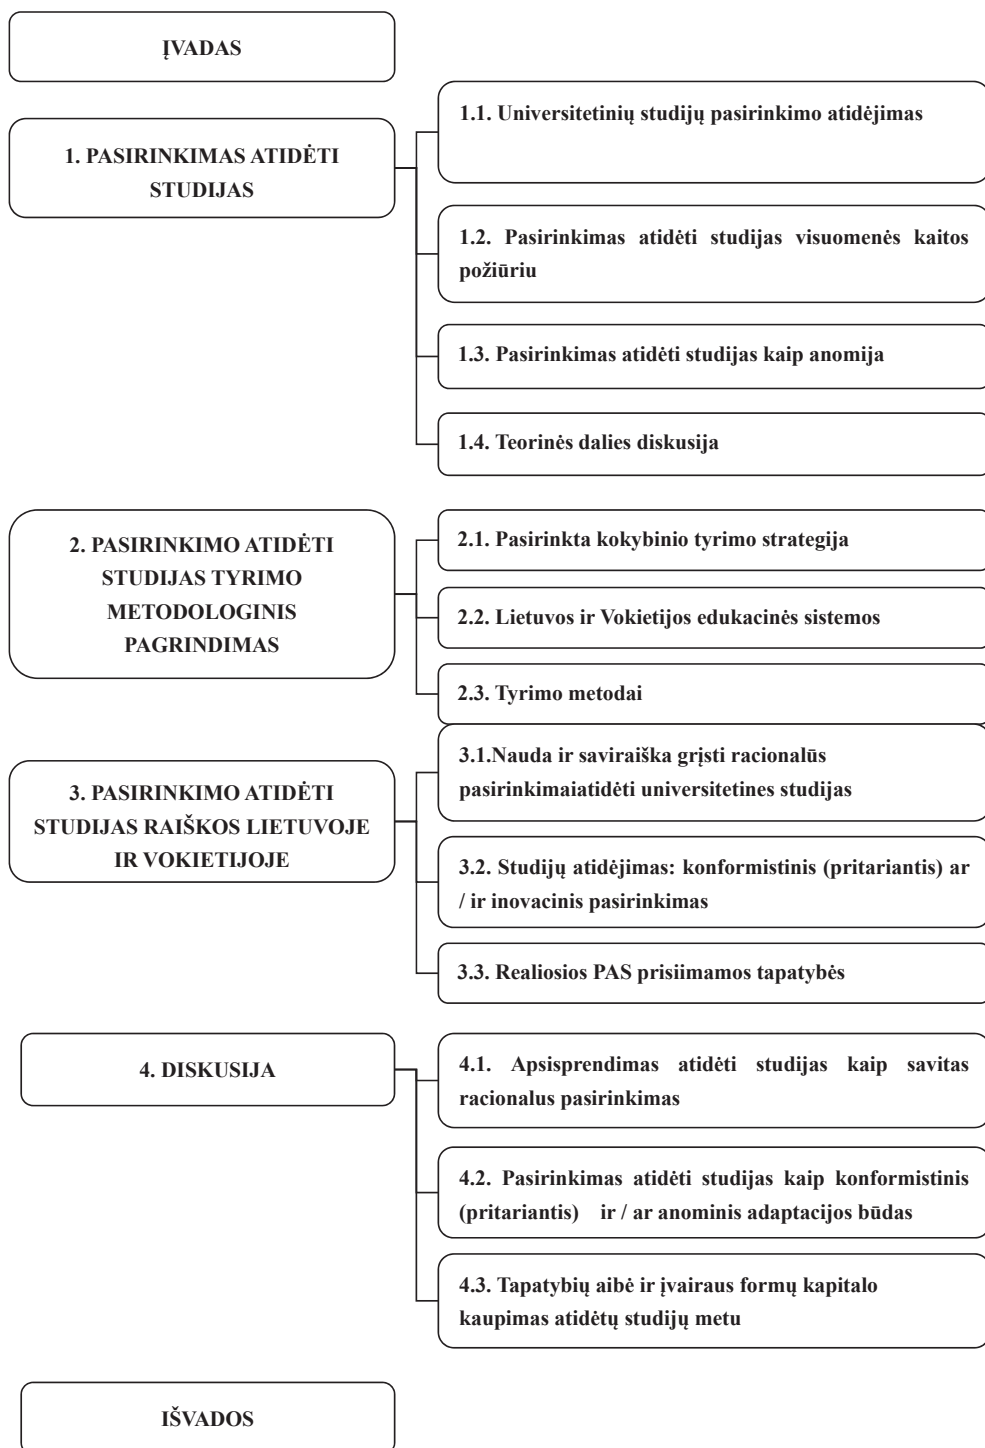 ĮVADAS
1. PASIRINKIMAS ATIDĖTI
STUDIJAS
1.1. Universitetinių studijų pasirinkimo atidėjimas
1.2. Pasirinkimas atidėti studijas visuomenės kaitos
požiūriu
1.3. Pasirinkimas atidėti studijas kaip anomija
1.4. Teorinės dalies diskusija
2. PASIRINKIMO ATIDĖTI
STUDIJAS TYRIMO
METODOLOGINIS
PAGRINDIMAS
2.1. Pasirinkta kokybinio tyrimo strategija
2.2. Lietuvos ir Vokietijos edukacinės sistemos
2.3. Tyrimo metodai
3. PASIRINKIMO ATIDĖTI
STUDIJAS RAIŠKOS LIETUVOJE
IR VOKIETIJOJE
3.1.Nauda ir saviraiška grįsti racionalūs
pasirinkimaiatidėti universitetines studijas
3.2. Studijų atidėjimas: konformistinis (pritariantis) ar
/ ir inovacinis pasirinkimas
3.3. Realiosios PAS prisiimamos tapatybės
4. DISKUSIJA
4.1. Apsisprendimas atidėti studijas kaip savitas
racionalus pasirinkimas
4.2. Pasirinkimas atidėti studijas kaip konformistinis
(pritariantis) ir / ar anominis adaptacijos būdas
4.3. Tapatybių aibė ir įvairaus formų kapitalo
kaupimas atidėtų studijų metu
IŠVADOS